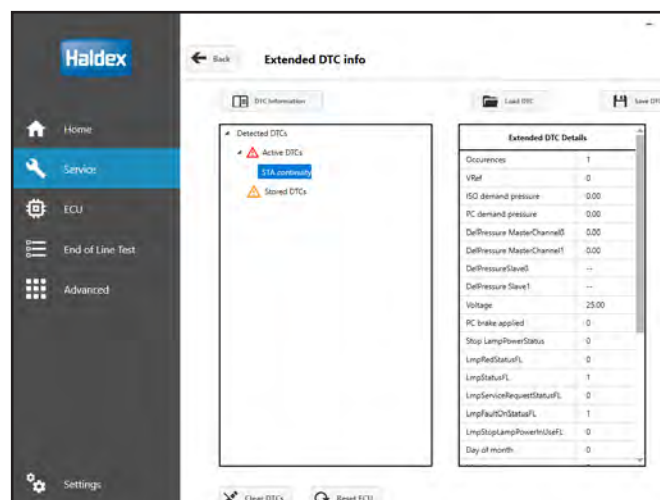 Haldex
Back
Extended DTC info
DTC Information
Load DTC
Save DTC
Home
Service
ECU
End of Line Test
Advanced
Settings
Detected DTCs
Active DTCs
STA continuity
Stored DTCs
Extended DTC Details
Occurences 1
VRef 0
ISO demand pressure 0.00
PC demand pressure 0.00
DelPressure MasterChannel0 0.00
DelPressure MasterChannel1 0.00
DelPressureSlave0 --
DelPressure Slave1 --
Voltage 25.00
PC brake applied 0
Stop LampPowerStatus 0
LmpRedStatusFL 0
LmpStatusFL 1
LmpServiceRequestStatusFL 0
LmpFaultOnStatusFL 1
LmpStopLampPowerInUseFL 0
Day of month 0
Clear DTCs
Reset ECU